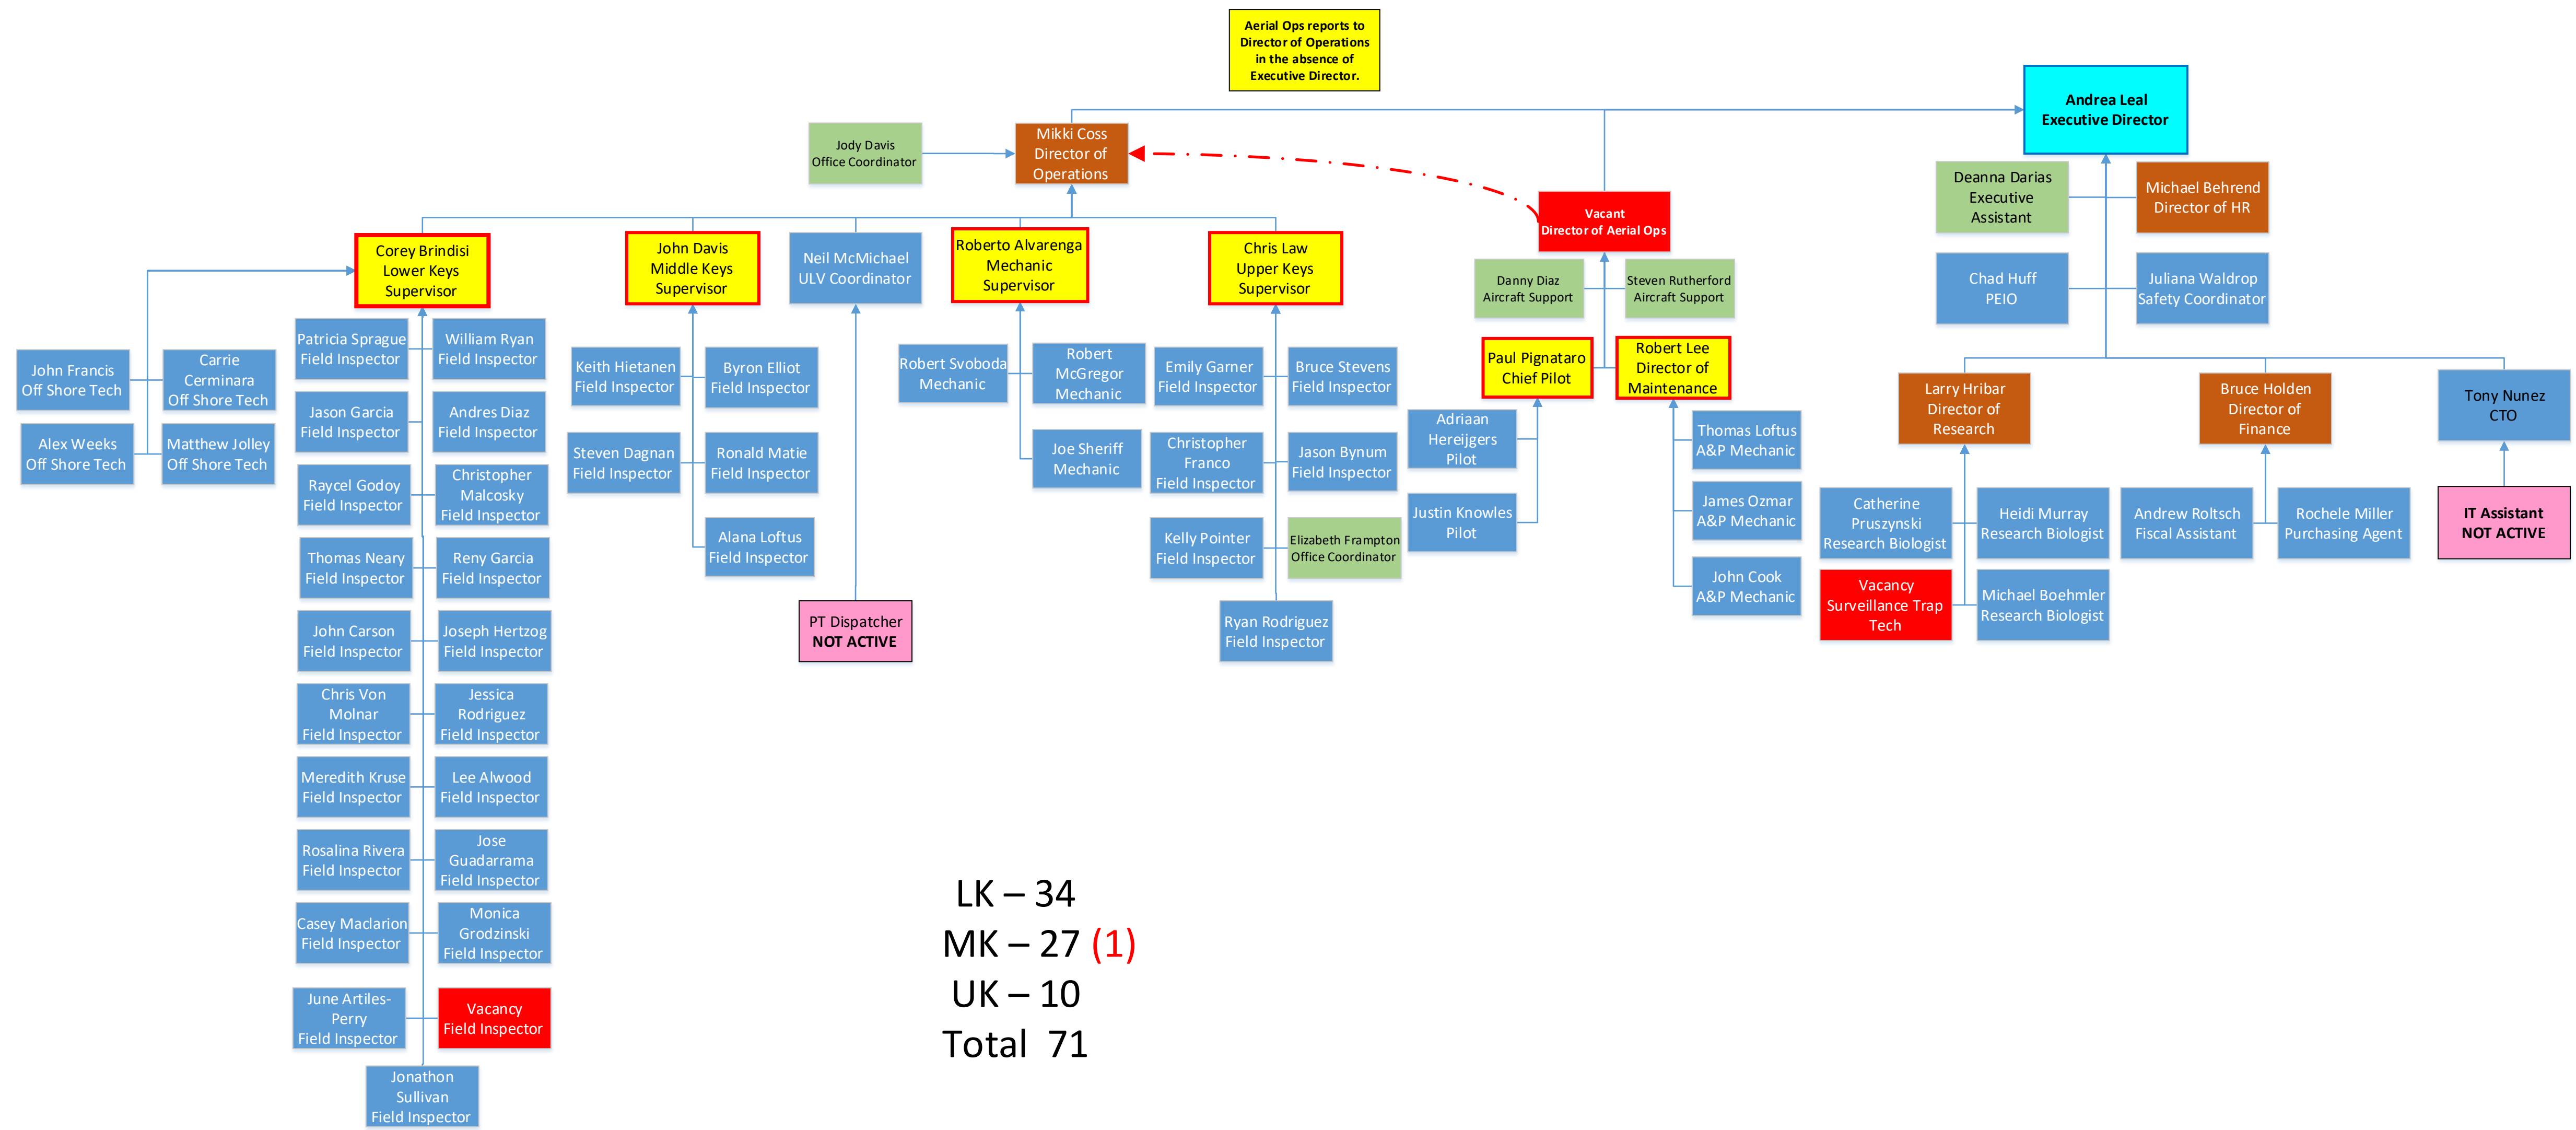 Aerial Ops reports to
Director of Operations
in the absence of
Executive Director.
Andrea Leal
Executive Director
Jody Davis
Office Coordinator
Mikki Coss
Director of
Operations
Deanna Darias
Executive
Assistant
Michael Behrend
Director of HR
Vacant
Director of Aerial Ops
Corey Brindisi
Lower Keys
Supervisor
John Davis
Middle Keys
Supervisor
Neil McMichael
ULV Coordinator
Roberto Alvarenga
Mechanic
Supervisor
Chris Law
Upper Keys
Supervisor
Danny Diaz
Aircraft Support
Steven Rutherford
Aircraft Support
Chad Huff
PEIO
Juliana Waldrop
Safety Coordinator
John Francis
Off Shore Tech
Carrie
Cerminara
Off Shore Tech
Alex Weeks
Off Shore Tech
Matthew Jolley
Off Shore Tech
Patricia Sprague
Field Inspector
William Ryan
Field Inspector
Jason Garcia
Field Inspector
Andres Diaz
Field Inspector
Raycel Godoy
Field Inspector
Christopher
Malcosky
Field Inspector
Thomas Neary
Field Inspector
Reny Garcia
Field Inspector
John Carson
Field Inspector
Joseph Hertzog
Field Inspector
Chris Von
Molnar
Field Inspector
Jessica
Rodriguez
Field Inspector
Meredith Kruse
Field Inspector
Lee Alwood
Field Inspector
Rosalina Rivera
Field Inspector
Jose
Guadarrama
Field Inspector
Casey Maclarion
Field Inspector
Monica
Grodzinski
Field Inspector
June Artiles-
Perry
Field Inspector
Vacancy
Field Inspector
Jonathon
Sullivan
Field Inspector
Keith Hietanen
Field Inspector
Byron Elliot
Field Inspector
Steven Dagnan
Field Inspector
Ronald Matie
Field Inspector
Alana Loftus
Field Inspector
PT Dispatcher
NOT ACTIVE
Robert Svoboda
Mechanic
Robert
McGregor
Mechanic
Joe Sheriff
Mechanic
Emily Garner
Field Inspector
Bruce Stevens
Field Inspector
Christopher
Franco
Field Inspector
Jason Bynum
Field Inspector
Kelly Pointer
Field Inspector
Elizabeth Frampton
Office Coordinator
Ryan Rodriguez
Field Inspector
Paul Pignataro
Chief Pilot
Robert Lee
Director of
Maintenance
Adriaan
Hereijgers
Pilot
Justin Knowles
Pilot
Thomas Loftus
A&P Mechanic
James Ozmar
A&P Mechanic
John Cook
A&P Mechanic
Larry Hribar
Director of
Research
Bruce Holden
Director of
Finance
Tony Nunez
CTO
Catherine
Pruszynski
Research Biologist
Heidi Murray
Research Biologist
Vacancy
Surveillance Trap
Tech
Michael Boehmler
Research Biologist
Andrew Roltsch
Fiscal Assistant
Rochele Miller
Purchasing Agent
IT Assistant
NOT ACTIVE
LK – 34
MK – 27 (1)
UK – 10
Total 71